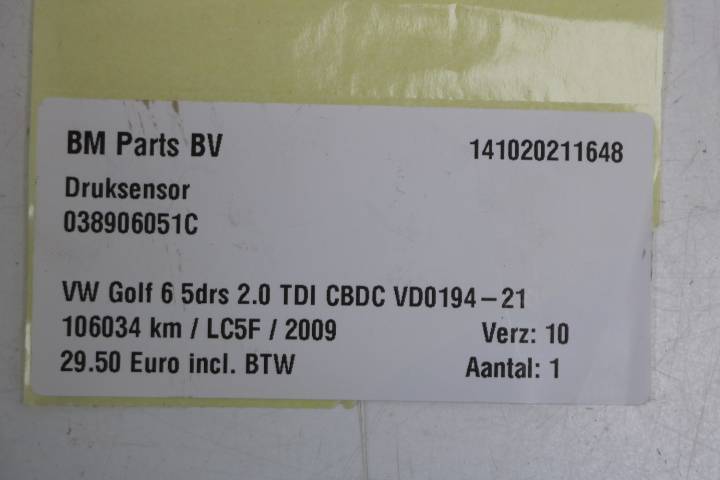 BM Parts BV 141020211648
Druksensor
038906051C
VW Golf 6 5drs 2.0 TDI CBDC VD0194-21
106034 km / LC5F / 2009 Verz: 10
29.50 Euro incl. BTW Aantal: 1